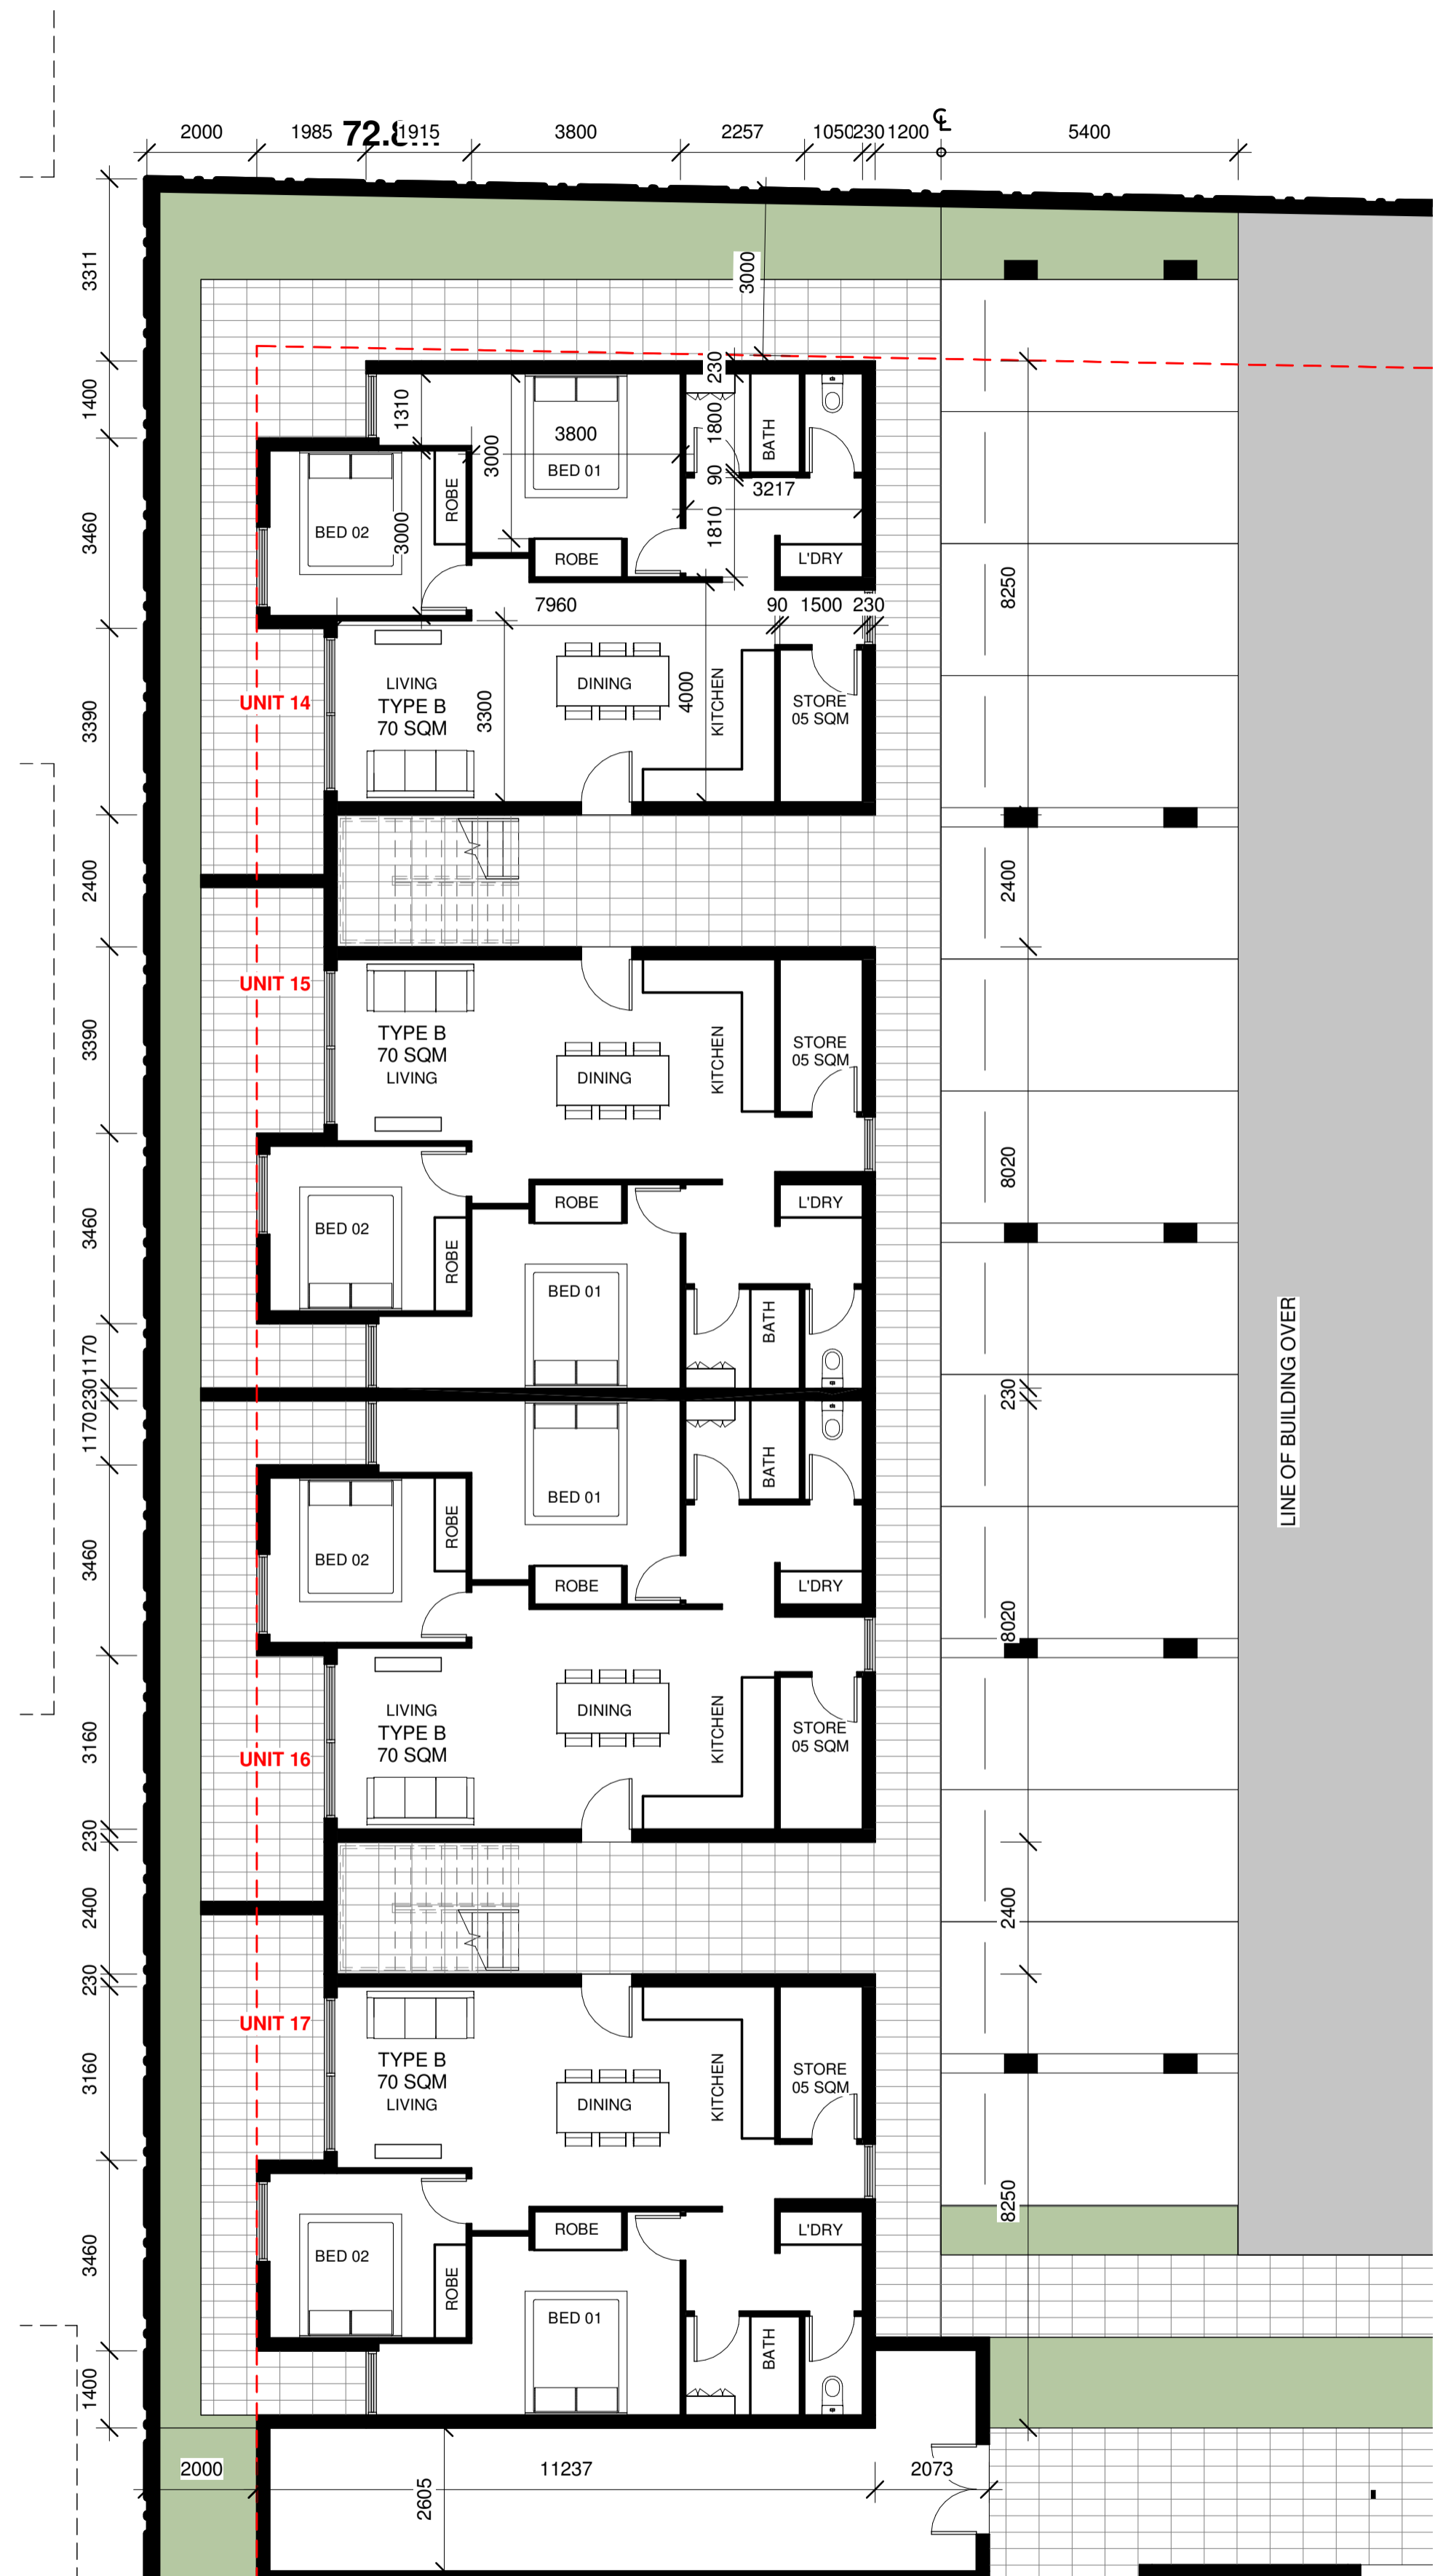 2000 1985 72.8 1915 3800 2257 1050 230 1200 ℄ 5400
3311
3000
1400
1310
3000
3800
BED 01
230
1800
BATH
90
3217
1810
3460
BED 02
3000
ROBE
ROBE
L'DRY
8250
7960
90 1500 230
UNIT 14
3390
LIVING
TYPE B
70 SQM
3300
DINING
4000
KITCHEN
STORE
05 SQM
2400
2400
UNIT 15
3390
TYPE B
70 SQM
LIVING
DINING
KITCHEN
STORE
05 SQM
8020
3460
BED 02
ROBE
ROBE
L'DRY
BED 01
BATH
LINE OF BUILDING OVER
1170
230
230
1170
BED 01
BATH
3460
BED 02
ROBE
ROBE
L'DRY
8020
3160
LIVING
TYPE B
70 SQM
DINING
KITCHEN
STORE
05 SQM
UNIT 16
230
2400
2400
230
UNIT 17
3160
TYPE B
70 SQM
LIVING
DINING
KITCHEN
STORE
05 SQM
8250
3460
BED 02
ROBE
ROBE
L'DRY
BED 01
BATH
1400
2000
11237
2073
2605